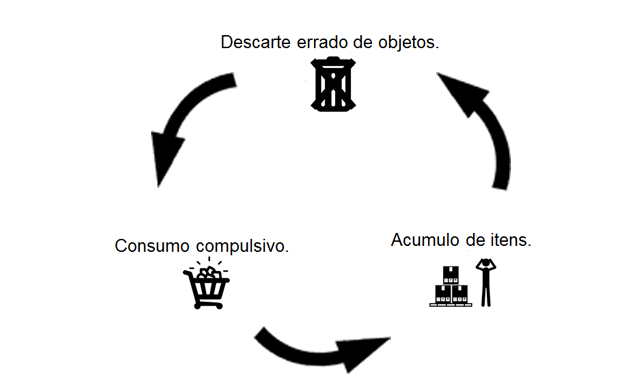 Descarte errado de objetos.
Consumo compulsivo.
Acumulo de itens.